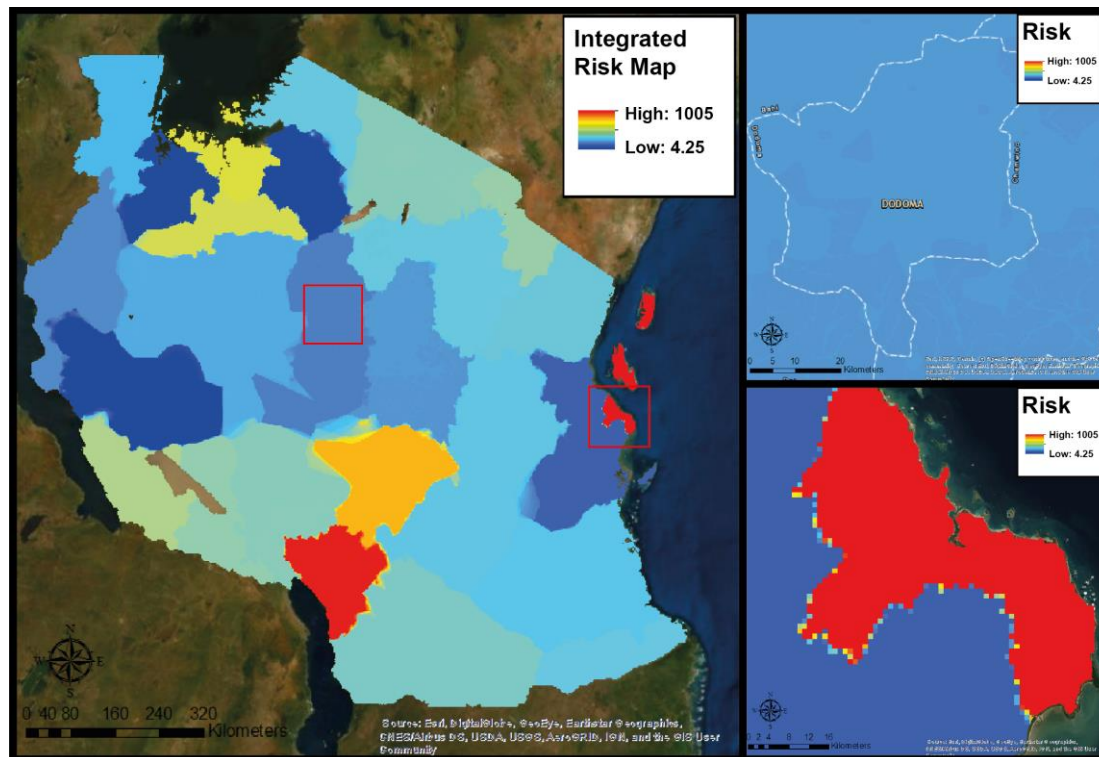 Integrated
Risk Map
High: 1005
Low: 4.25
N
W
E
S
0 40 80 160 240 320
Kilometers
Source: Esri, DigitalGlobe, GeoEye, Earthstar Geographics,
CNES/Airbus DS, USDA, USGS, AeroGRID, IGN, and the GIS User
Community
Risk
High: 1005
Low: 4.25
Bahi
DODOMA
Chamwino
N
S
0 5 10 20
Kilometers
Risk
High: 1005
Low: 4.25
N
S
0 2 4 8 12 16
Kilometers